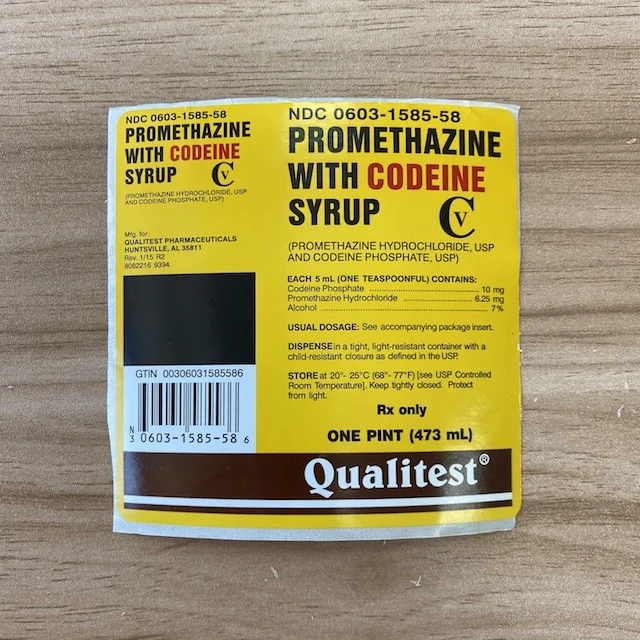 NDC 0603-1585-58
PROMETHAZINE
WITH CODEINE
SYRUP CV
(PROMETHAZINE HYDROCHLORIDE, USP
AND CODEINE PHOSPHATE, USP)
Mfg. for:
QUALITEST PHARMACEUTICALS
HUNTSVILLE, AL 35811
Rev. 1/15 R2
8082216 9394
GTIN 00306031585586
N
3 0603-1585-58 6
NDC 0603-1585-58
PROMETHAZINE
WITH CODEINE
SYRUP CV
(PROMETHAZINE HYDROCHLORIDE, USP
AND CODEINE PHOSPHATE, USP)
EACH 5 mL (ONE TEASPOONFUL) CONTAINS:
Codeine Phosphate ........................................ 10 mg
Promethazine Hydrochloride ........................ 6.25 mg
Alcohol ............................................................ 7%
USUAL DOSAGE: See accompanying package insert.
DISPENSE in a tight, light-resistant container with a
child-resistant closure as defined in the USP.
STORE at 20°- 25°C (68°- 77°F) [see USP Controlled
Room Temperature]. Keep tightly closed. Protect
from light.
Rx only
ONE PINT (473 mL)
Qualitest®